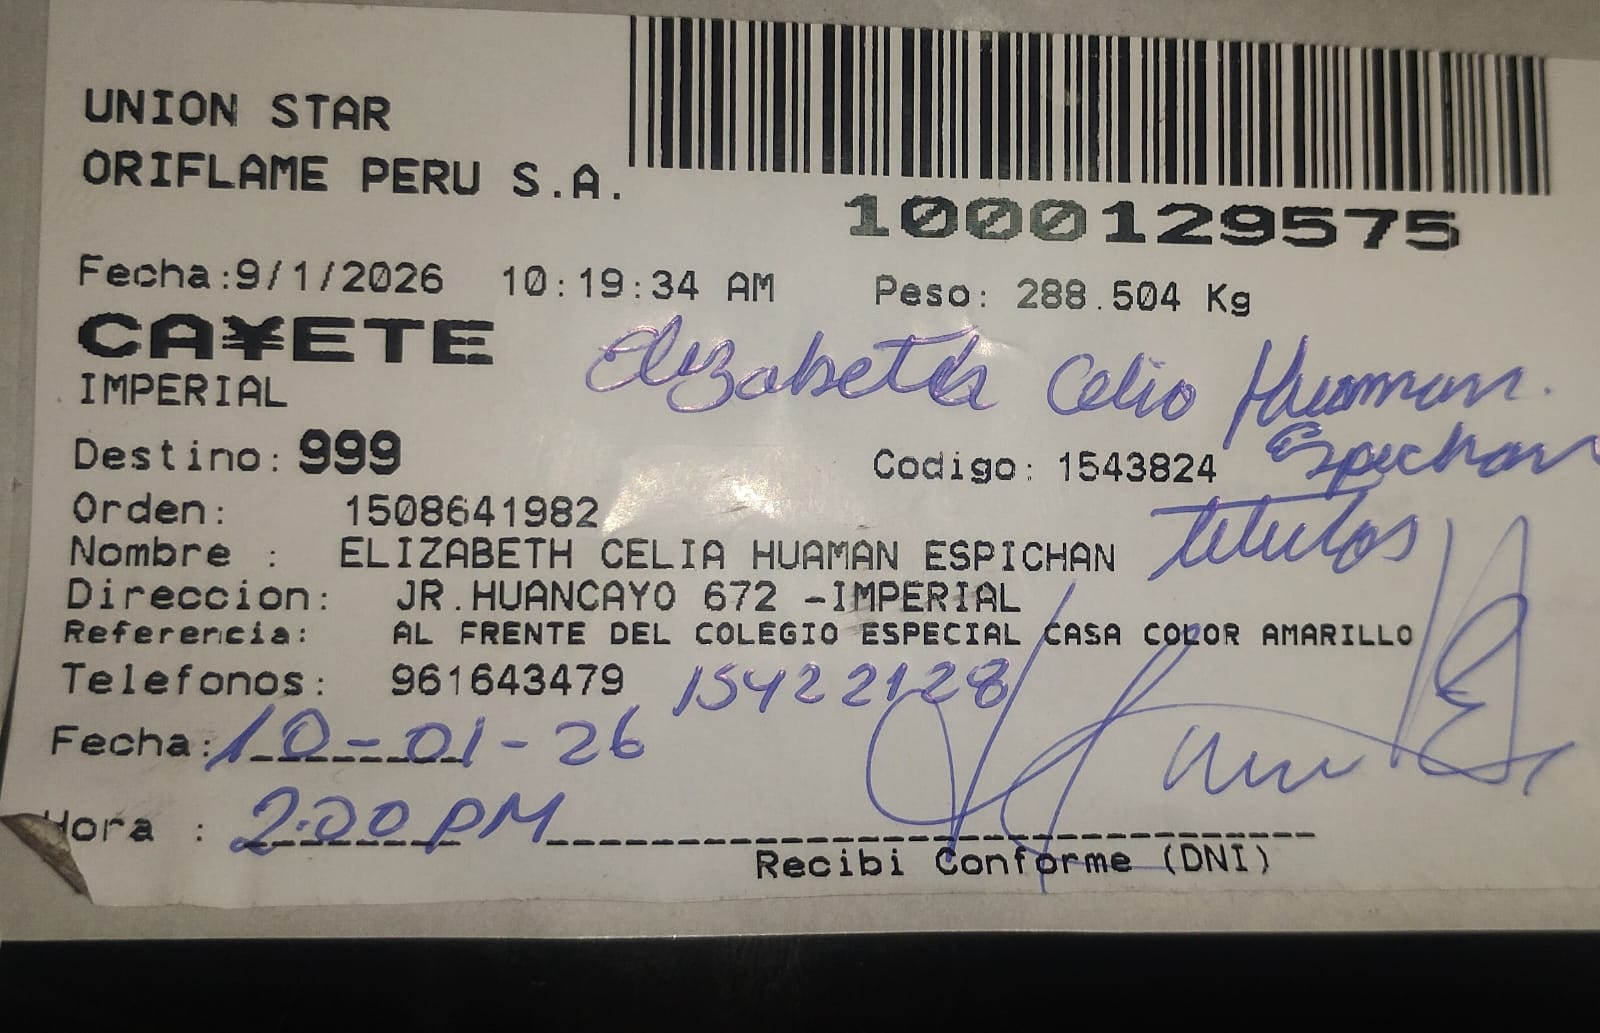 UNION STAR
ORIFLAME PERU S.A.
1000129575
Fecha:9/1/2026 10:19:34 AM Peso: 288.504 Kg
CA¥ETE
IMPERIAL
Elizabeth Celia Huaman.
Espichan
Destino: 999 Codigo: 1543824
titulos
Orden: 1508641982
Nombre : ELIZABETH CELIA HUAMAN ESPICHAN
Direccion: JR.HUANCAYO 672 -IMPERIAL
Referencia: AL FRENTE DEL COLEGIO ESPECIAL CASA COLOR AMARILLO
Telefonos: 961643479 15422128
Fecha: 10-01-26
Hora : 2:00 PM
Recibi Conforme (DNI)